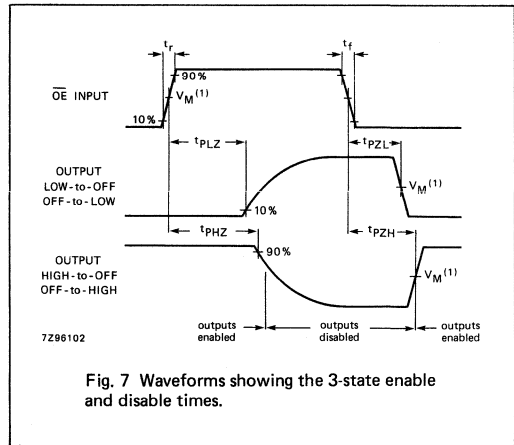 tr tf
90%
OE INPUT
VM(1)
10%
tPLZ tPZL
OUTPUT
LOW-to-OFF
OFF-to-LOW
VM(1)
10%
tPHZ tPZH
90%
OUTPUT
HIGH-to-OFF
OFF-to-HIGH
VM(1)
outputs enabled
outputs disabled
outputs enabled
7Z96102
Fig. 7 Waveforms showing the 3-state enable
and disable times.